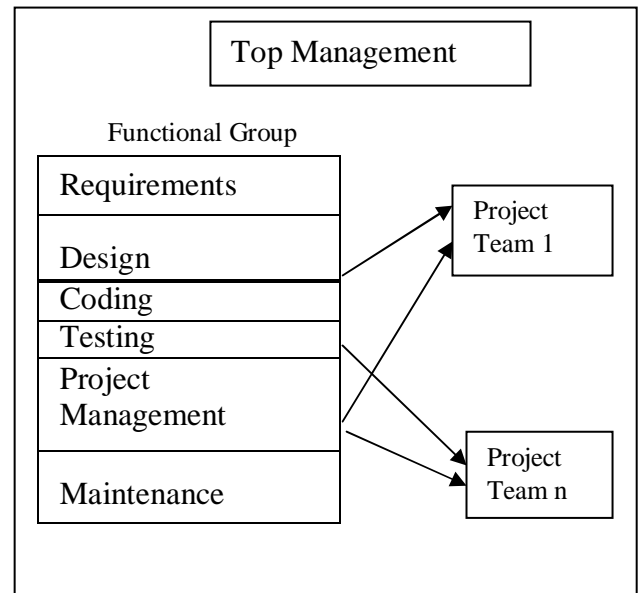 Top Management
Functional Group
Requirements
Design
Coding
Testing
Project
Management
Maintenance
Project
Team 1
Project
Team n